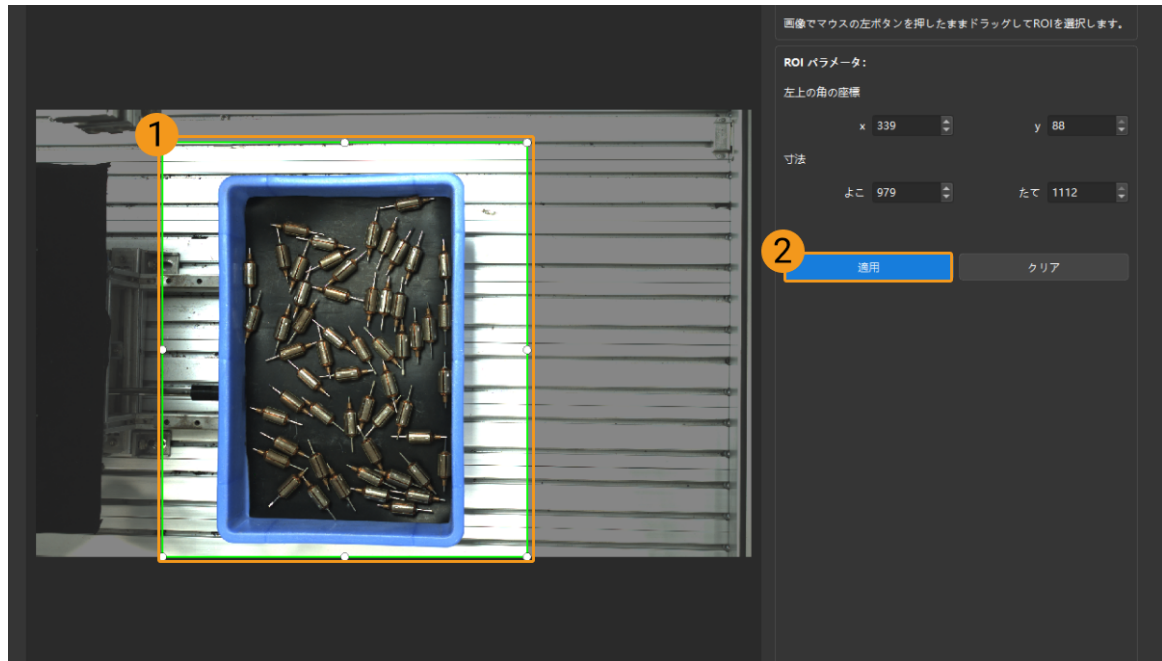 画像でマウスの左ボタンを押したままドラッグしてROIを選択します。
ROI パラメータ:
左上の角の座標
x 339 y 88
寸法
よこ 979 たて 1112
1
2
適用 クリア